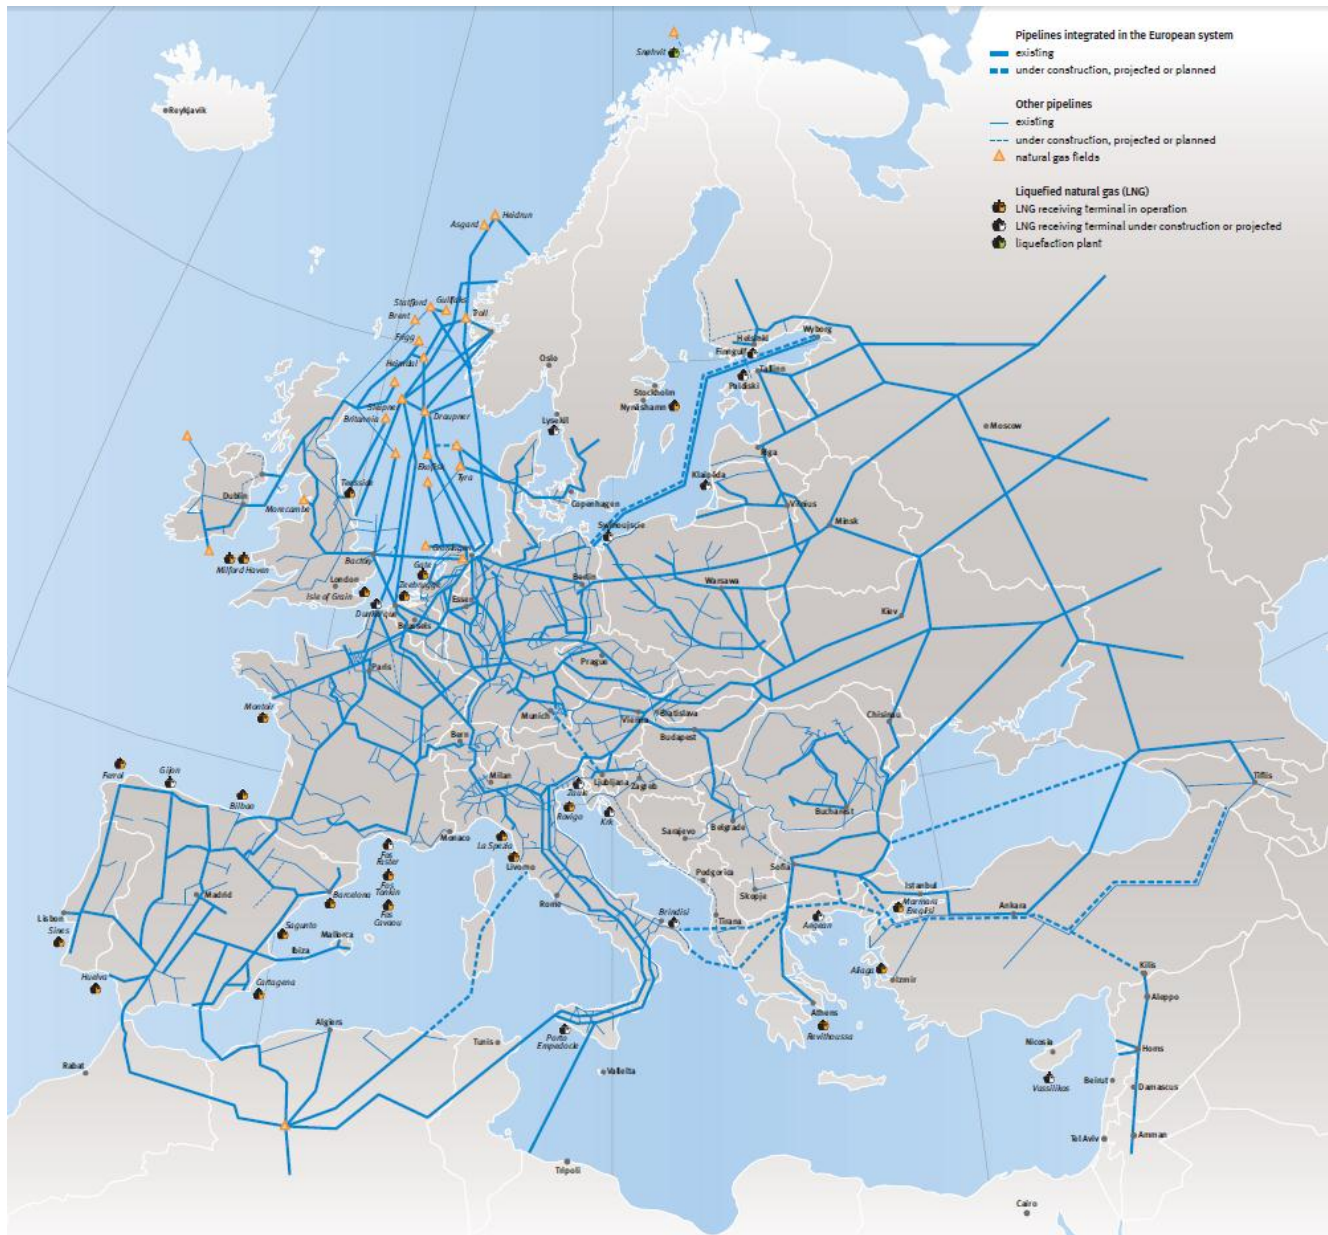 Pipelines integrated in the European system
existing
under construction, projected or planned
Other pipelines
existing
under construction, projected or planned
natural gas fields
Liquefied natural gas (LNG)
LNG receiving terminal in operation
LNG receiving terminal under construction or projected
liquefaction plant
Snøhvit
Reykjavik
Heidrun
Asgard
Statfjord
Gullfaks
Brent
Troll
Frigg
Heimdal
Oslo
Helsinki
Wyborg
Finngulf
Tallinn
Paldiski
Stockholm
Nynäshamn
Sleipner
Draupner
Britannia
Lysekil
Moscow
Ekofisk
Tyra
Riga
Teesside
Klaipėda
Dublin
Morecambe
Copenhagen
Vilnius
Minsk
Swinoujscie
Groningen
Bacton
Gate
Milford Haven
London
Isle of Grain
Zeebrugge
Berlin
Warsawa
Essen
Dunkerque
Brussels
Kiev
Paris
Prague
Montoir
Munich
Vienna
Bratislava
Chisinau
Budapest
Bern
Ferrol
Gijon
Milan
Ljubljana
Zagreb
Tiflis
Bilbao
Zaule
Rovigo
Krk
Bucharest
Belgrade
Sarajevo
Monaco
La Spezia
Fos
Faster
Livorno
Sofia
Podgorica
Fos
Tonkin
Madrid
Barcelona
Skopje
Istanbul
Marmara
Ereglisi
Ankara
Rome
Fos
Cavaou
Lisbon
Sines
Brindisi
Tirana
Aegean
Sagunto
Mallorca
Ibiza
Huelva
Cartagena
Aliaga
Izmir
Kilis
Aleppo
Athens
Revithoussa
Algiers
Tunis
Porto
Empedocle
Nicosia
Homs
Rabat
Valletta
Vassilikos
Beirut
Damascus
Tel Aviv
Amman
Tripoli
Cairo